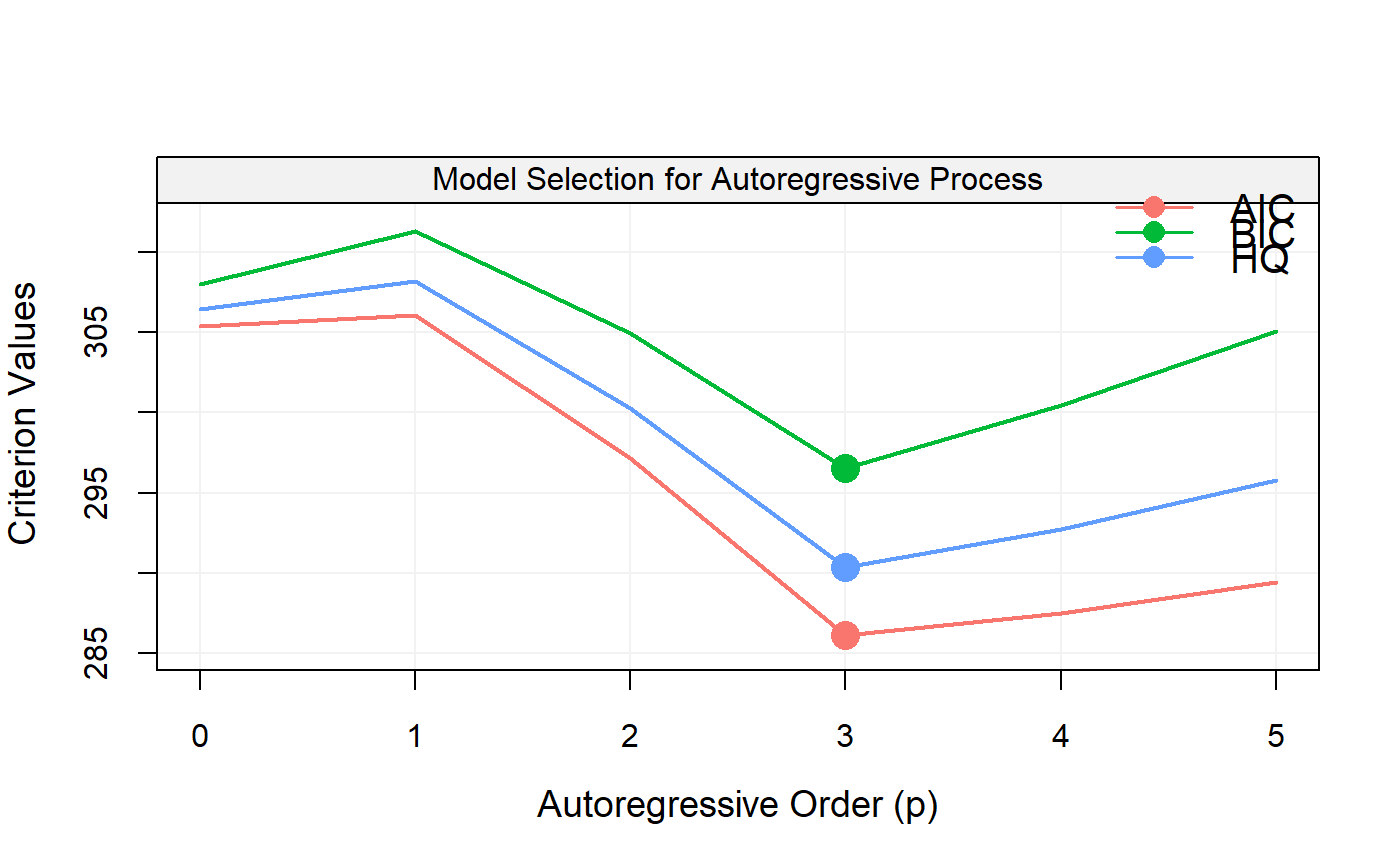 Model Selection for Autoregressive Process
AIC
BIC
HQ
Criterion Values
305
295
285
0 1 2 3 4 5
Autoregressive Order (p)